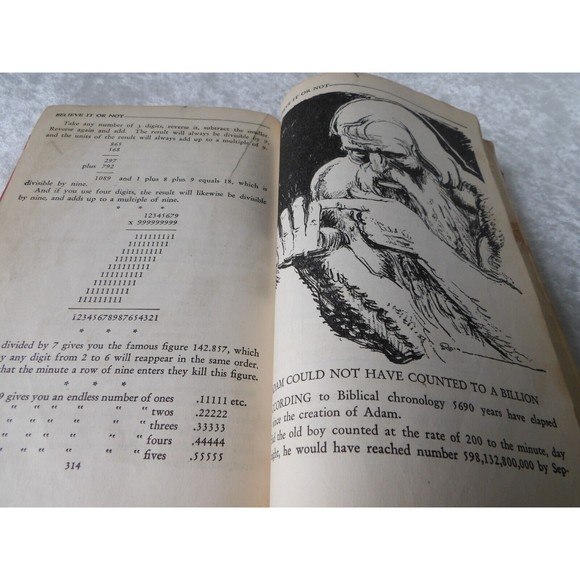 BELIEVE IT OR NOT
Take any number of 3 digits, reverse it, subtract the smaller.
Reverse again and add. The result will always be divisible by 9,
and the units of the result will always add up to a multiple of 9.
865
568
297
plus 792
1089 and 1 plus 8 plus 9 equals 18, which is
divisible by nine.
And if you use four digits, the result will likewise be divisible
by nine, and adds up to a multiple of nine.
* * *
12345679
x 999999999
111111111
111111111
111111111
111111111
111111111
111111111
111111111
111111111
12345678987654321
* * *
divided by 7 gives you the famous figure 142.857, which
by any digit from 2 to 6 will reappear in the same order.
that the minute a row of nine enters they kill this figure.
* * *
9 gives you an endless number of ones .11111 etc.
" " " " " twos .22222
" " " " " threes .33333
" " " " " fours .44444
" " " " " fives .55555
314
IT OR NOT
ADAM COULD NOT HAVE COUNTED TO A BILLION
CORDING to Biblical chronology 5690 years have elapsed
since the creation of Adam.
the old boy counted at the rate of 200 to the minute, day
he would have reached number 598,132,800,000 by Sep-